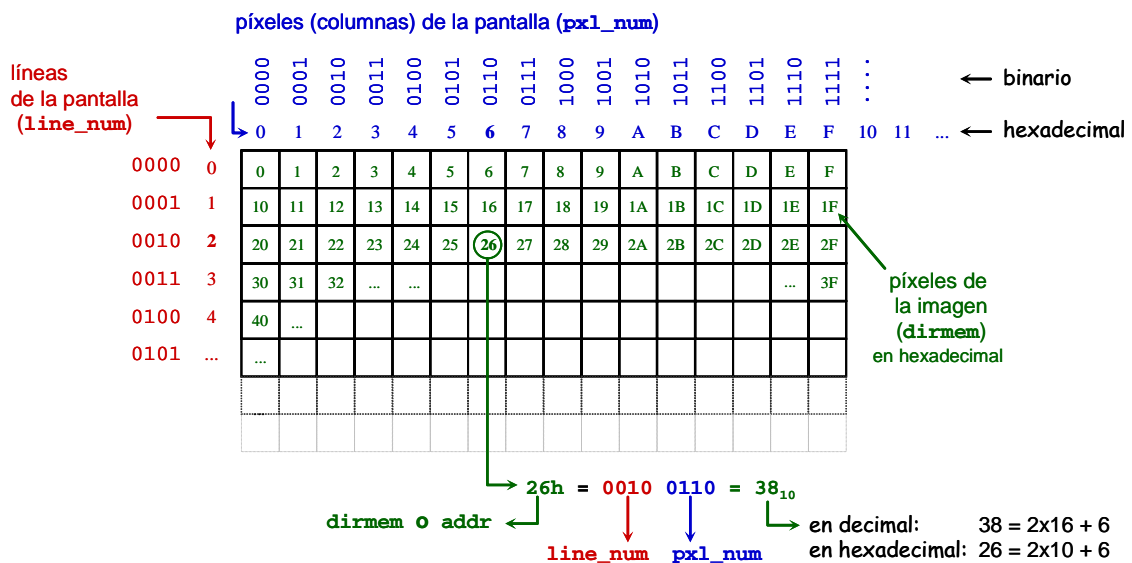 píxeles (columnas) de la pantalla (pxl_num)
líneas
de la pantalla
(line_num)
0000 0001 0010 0011 0100 0101 0110 0111 1000 1001 1010 1011 1100 1101 1110 1111 ....
binario
0 1 2 3 4 5 6 7 8 9 A B C D E F 10 11 ...
hexadecimal
0000 0 0 1 2 3 4 5 6 7 8 9 A B C D E F
0001 1 10 11 12 13 14 15 16 17 18 19 1A 1B 1C 1D 1E 1F
0010 2 20 21 22 23 24 25 26 27 28 29 2A 2B 2C 2D 2E 2F
0011 3 30 31 32 ... ... ... 3F
0100 4 40 ...
0101 ... ...
...
píxeles de
la imagen
(dirmem)
en hexadecimal
26h = 0010 0110 = 38₁₀
dirmem o addr
line_num pxl_num
en decimal: 38 = 2x16 + 6
en hexadecimal: 26 = 2x10 + 6